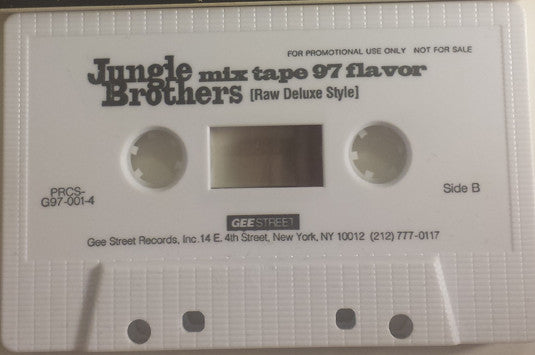 FOR PROMOTIONAL USE ONLY NOT FOR SALE
Jungle Brothers mix tape 97 flavor
[Raw Deluxe Style]
PRCS-
G97-001-4
Side B
GEE STREET
Gee Street Records, Inc. 14 E. 4th Street, New York, NY 10012 (212) 777-0117